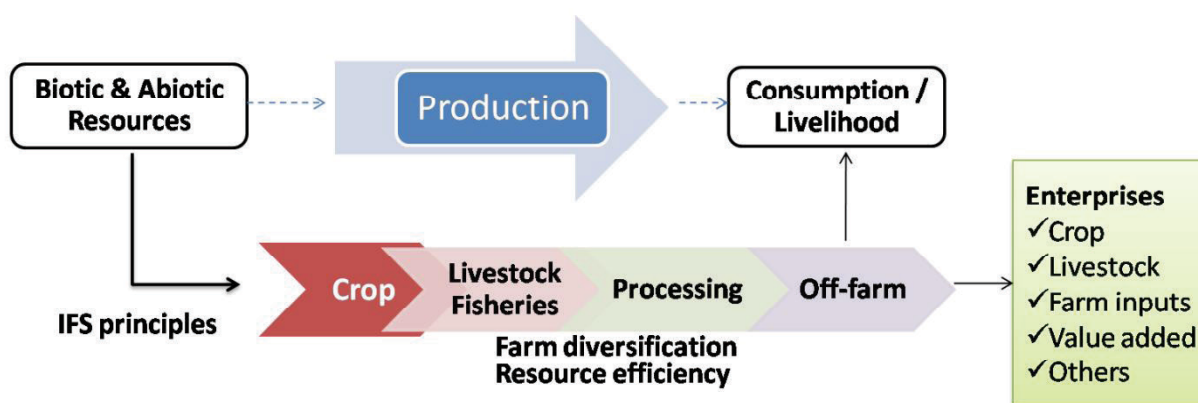 Biotic & Abiotic
Resources
Production
Consumption /
Livelihood
IFS principles
Crop
Livestock
Fisheries
Processing
Off-farm
Farm diversification
Resource efficiency
Enterprises
✓Crop
✓Livestock
✓Farm inputs
✓Value added
✓Others